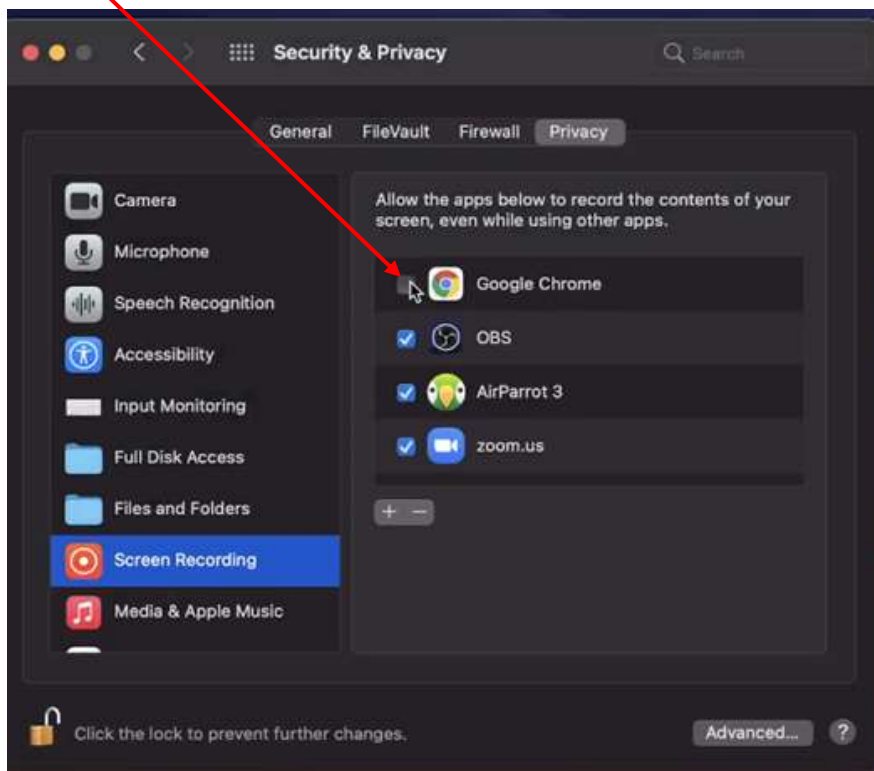 Security & Privacy
Search
General FileVault Firewall Privacy
Camera
Microphone
Speech Recognition
Accessibility
Input Monitoring
Full Disk Access
Files and Folders
Screen Recording
Media & Apple Music
Allow the apps below to record the contents of your
screen, even while using other apps.
Google Chrome
OBS
AirParrot 3
zoom.us
+ −
Click the lock to prevent further changes.
Advanced... ?